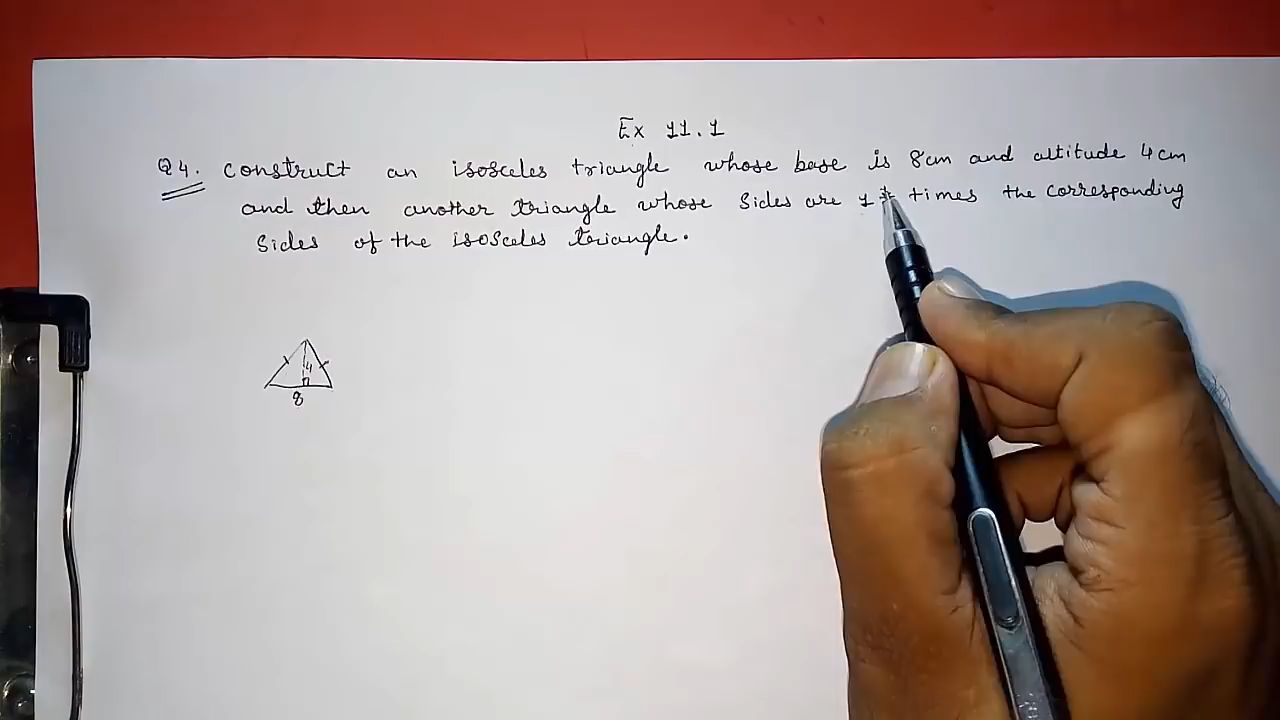 Ex 11.1
Q4. Construct an isosceles triangle whose base is 8cm and altitude 4cm
and then another triangle whose sides are 1 times the corresponding
Sides of the isosceles triangle.
4
8